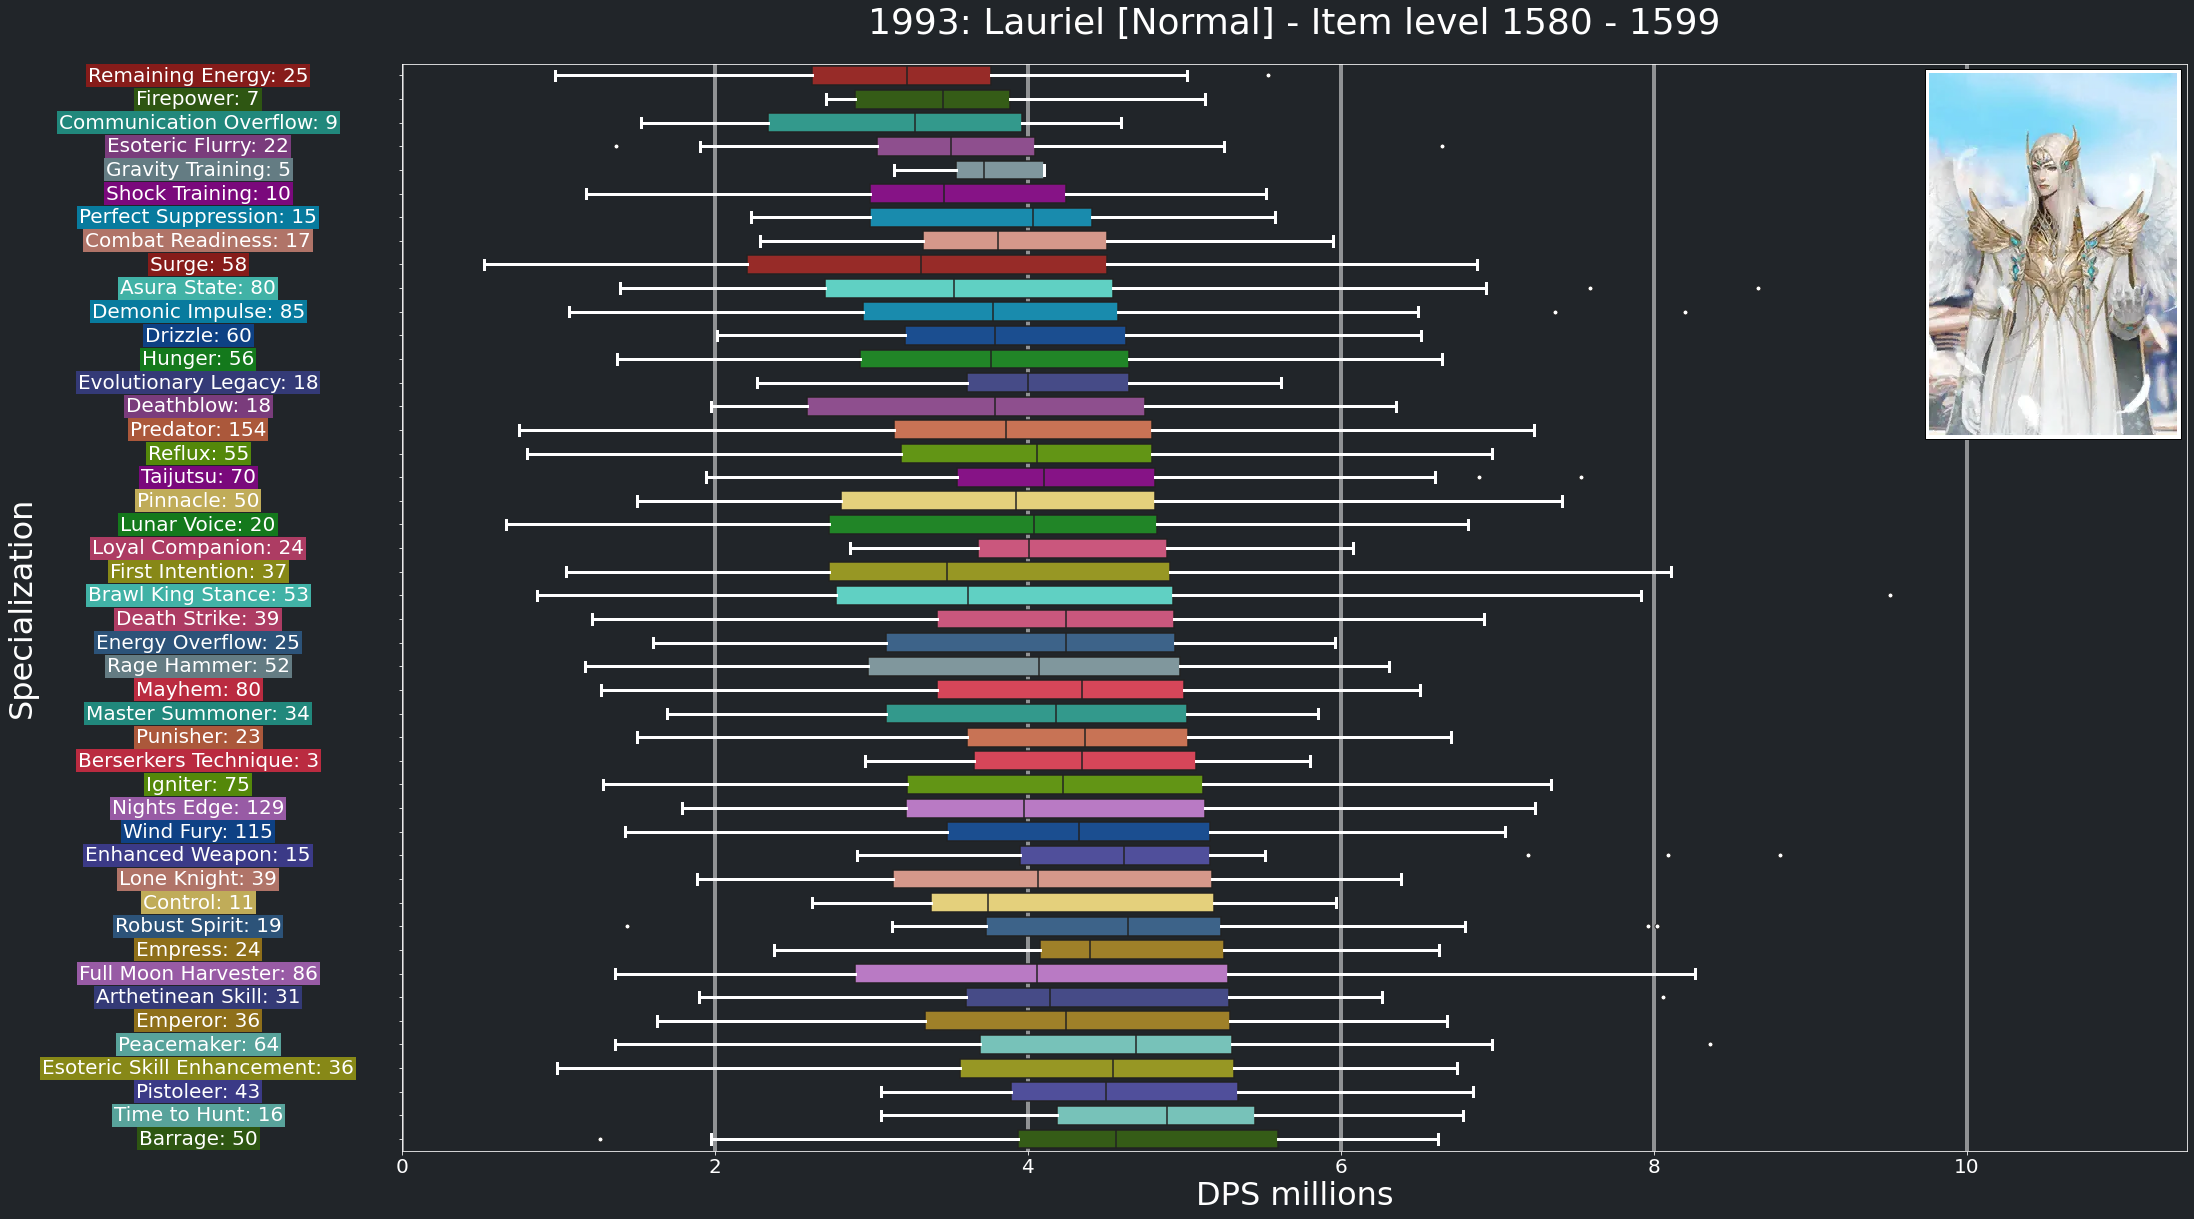 1993: Lauriel [Normal] - Item level 1580 - 1599
Specialization
Remaining Energy: 25
Firepower: 7
Communication Overflow: 9
Esoteric Flurry: 22
Gravity Training: 5
Shock Training: 10
Perfect Suppression: 15
Combat Readiness: 17
Surge: 58
Asura State: 80
Demonic Impulse: 85
Drizzle: 60
Hunger: 56
Evolutionary Legacy: 18
Deathblow: 18
Predator: 154
Reflux: 55
Taijutsu: 70
Pinnacle: 50
Lunar Voice: 20
Loyal Companion: 24
First Intention: 37
Brawl King Stance: 53
Death Strike: 39
Energy Overflow: 25
Rage Hammer: 52
Mayhem: 80
Master Summoner: 34
Punisher: 23
Berserkers Technique: 3
Igniter: 75
Nights Edge: 129
Wind Fury: 115
Enhanced Weapon: 15
Lone Knight: 39
Control: 11
Robust Spirit: 19
Empress: 24
Full Moon Harvester: 86
Arthetinean Skill: 31
Emperor: 36
Peacemaker: 64
Esoteric Skill Enhancement: 36
Pistoleer: 43
Time to Hunt: 16
Barrage: 50
0 2 4 6 8 10
DPS millions